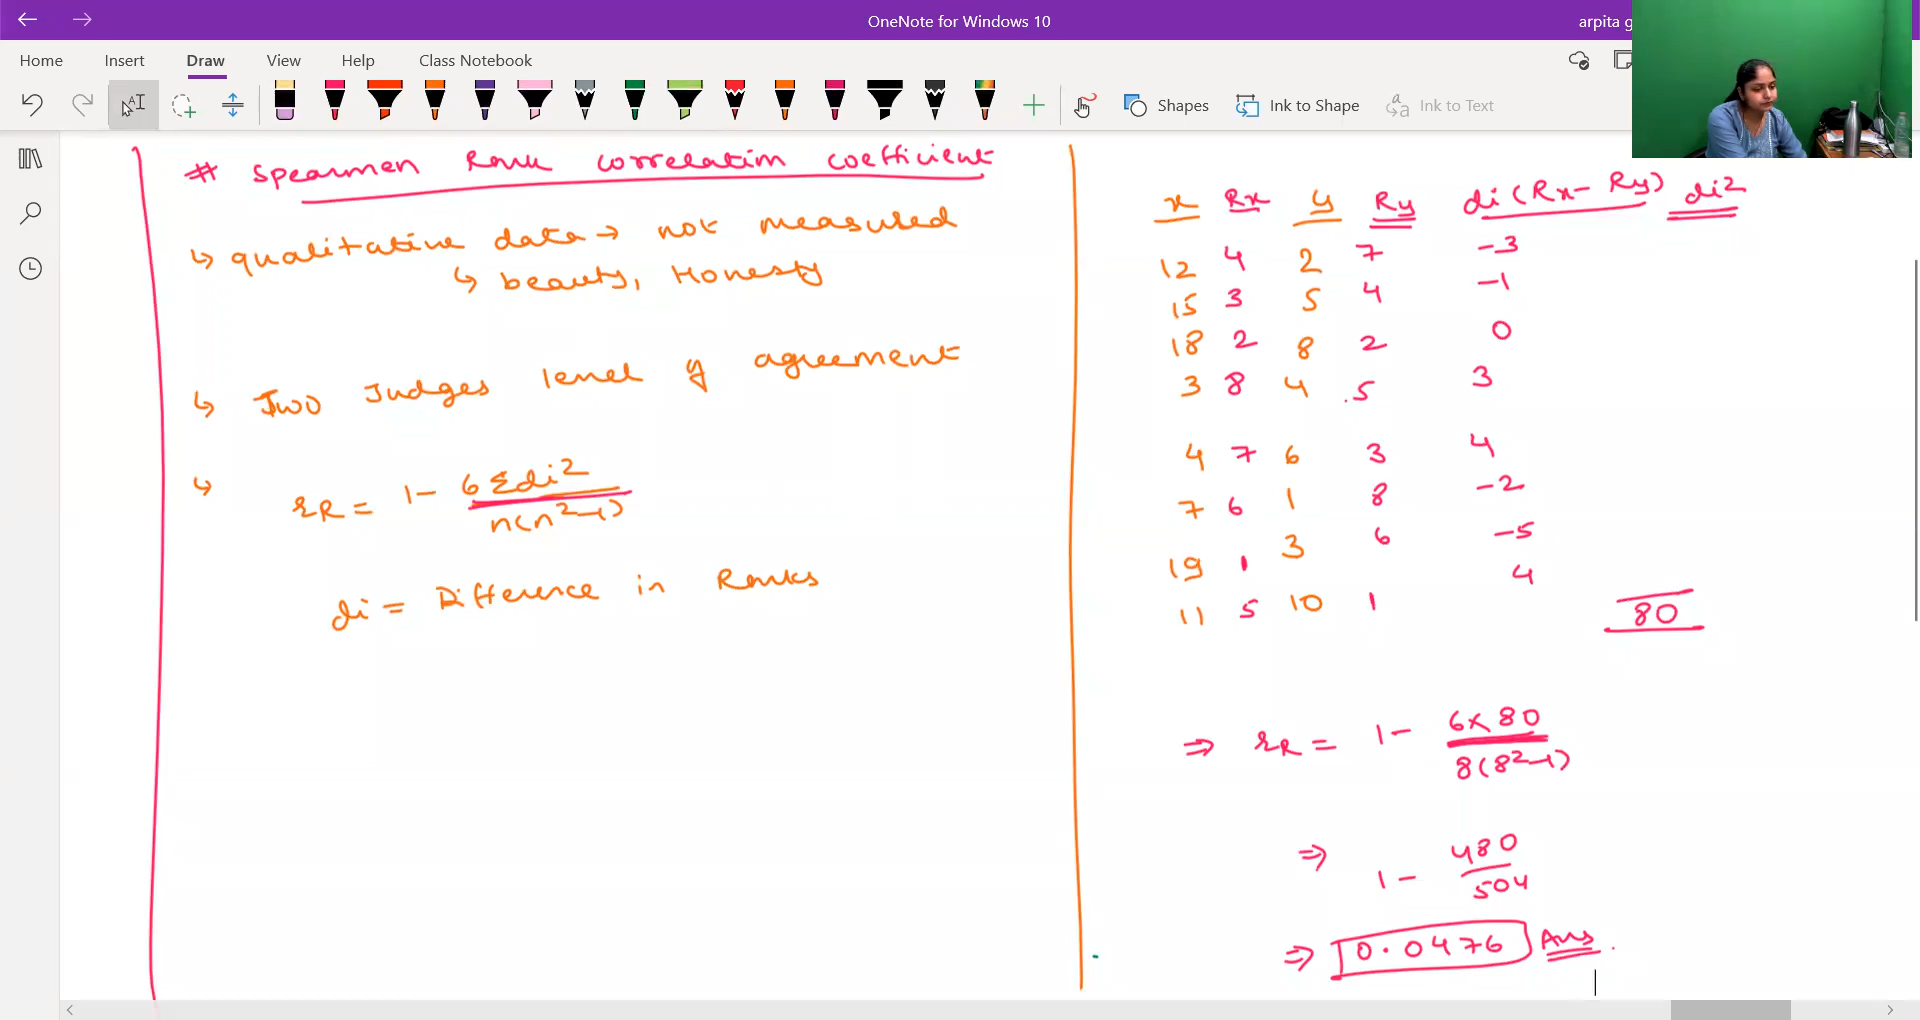 OneNote for Windows 10
arpita g
Home Insert Draw View Help Class Notebook
Shapes Ink to Shape Ink to Text
# Spearmen Rank correlation coefficient
↳ qualitative data → not measured
↳ beauty, Honesty
↳ Two Judges level of agreement
↳ rR = 1 - 6 Σdi² / n(n²-1)
di = Difference in Ranks
x Rx y Ry di (Rx - Ry) di²
12 4 2 7 -3
15 3 5 4 -1
18 2 8 2 0
3 8 4 .5 3
4 7 6 3 4
7 6 1 8 -2
19 1 3 6 -5
11 5 10 1 4
80
⇒ rR = 1 - 6 x 80 / 8(8²-1)
⇒ 1 - 480 / 504
⇒ 0.0476 Ans.